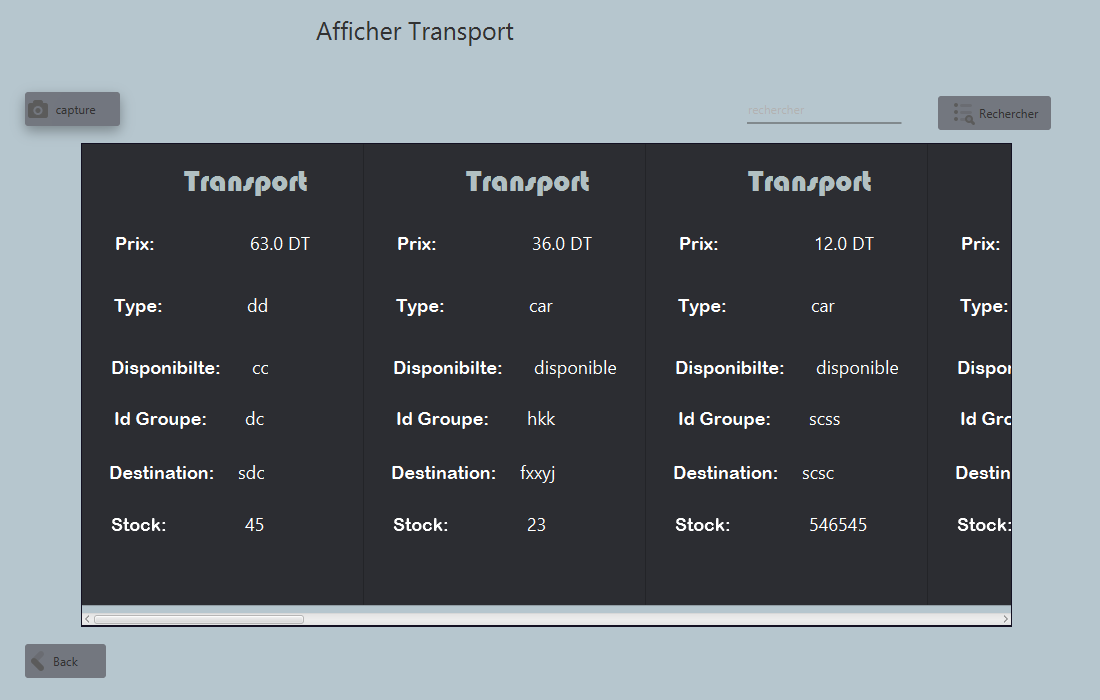 Afficher Transport
capture
rechercher
Rechercher
Transport
Prix: 63.0 DT
Type: dd
Disponibilte: cc
Id Groupe: dc
Destination: sdc
Stock: 45
Transport
Prix: 36.0 DT
Type: car
Disponibilte: disponible
Id Groupe: hkk
Destination: fxxyj
Stock: 23
Transport
Prix: 12.0 DT
Type: car
Disponibilte: disponible
Id Groupe: scss
Destination: scsc
Stock: 546545
Prix:
Type:
Dispor
Id Grc
Destin
Stock:
Back